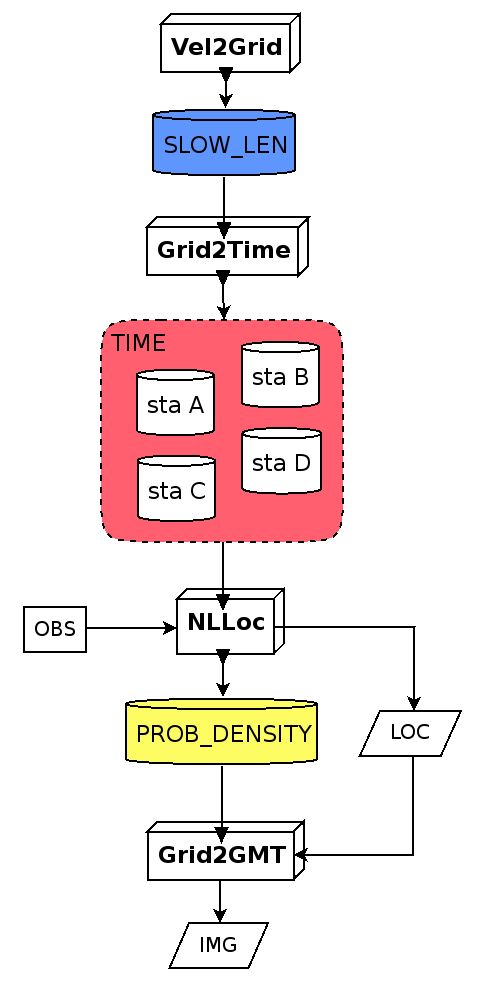 Vel2Grid
SLOW_LEN
Grid2Time
TIME
sta B
sta A
sta D
sta C
NLLoc
OBS
PROB_DENSITY
LOC
Grid2GMT
IMG